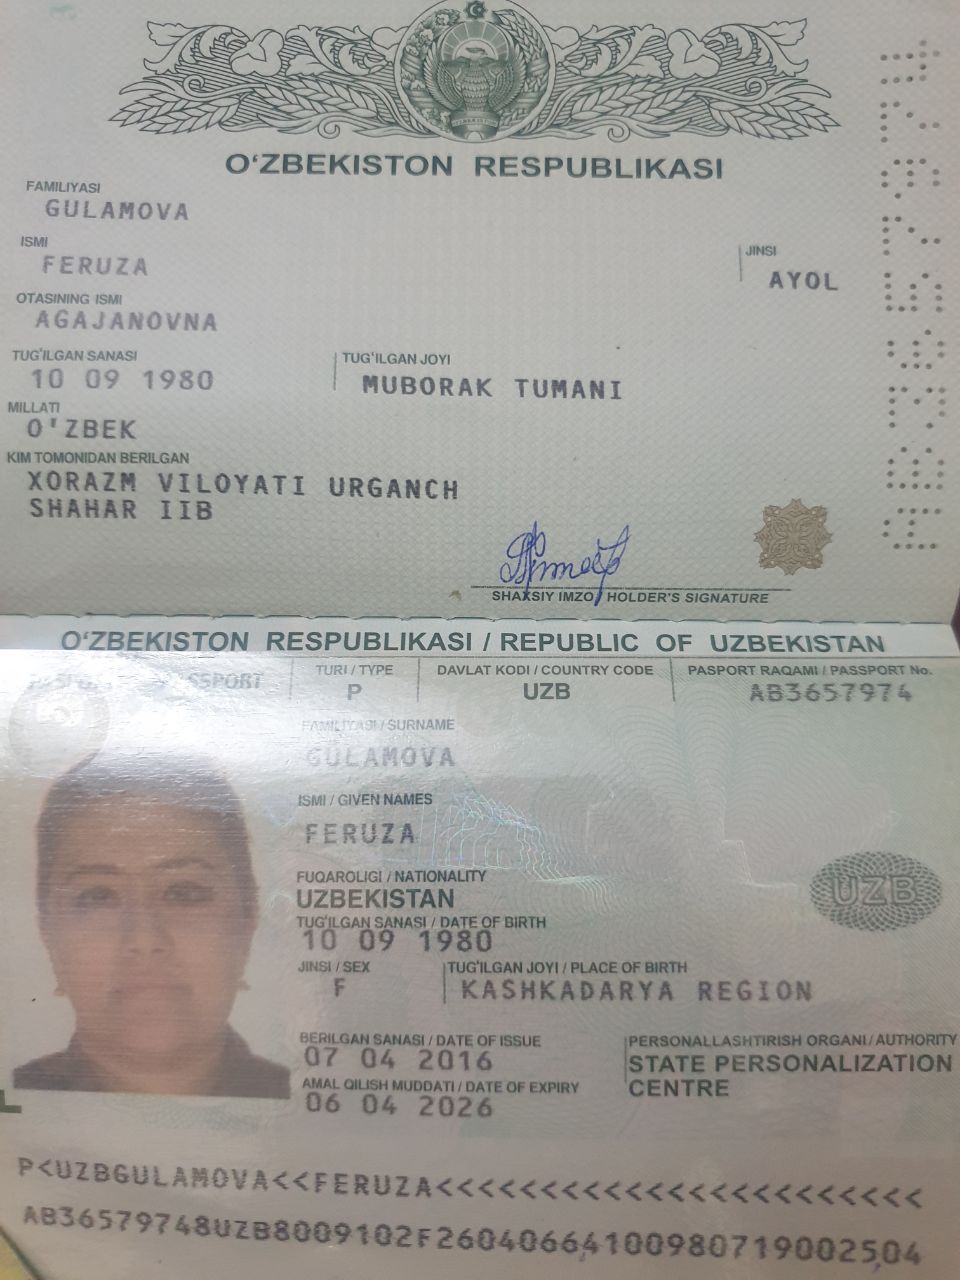 O‘ZBEKISTON RESPUBLIKASI
FAMILIYASI
GULAMOVA
ISMI
FERUZA
JINSI
AYOL
OTASINING ISMI
AGAJANOVNA
TUG‘ILGAN SANASI
10 09 1980
TUG‘ILGAN JOYI
MUBORAK TUMANI
MILLATI
O'ZBEK
KIM TOMONIDAN BERILGAN
XORAZM VILOYATI URGANCH
SHAHAR IIB
SHAXSIY IMZO / HOLDER'S SIGNATURE
O‘ZBEKISTON RESPUBLIKASI / REPUBLIC OF UZBEKISTAN
PASSPORT
TURI / TYPE
P
DAVLAT KODI / COUNTRY CODE
UZB
PASPORT RAQAMI / PASSPORT No.
AB3657974
FAMILIYASI / SURNAME
GULAMOVA
ISMI / GIVEN NAMES
FERUZA
FUQAROLIGI / NATIONALITY
UZBEKISTAN
TUG‘ILGAN SANASI / DATE OF BIRTH
10 09 1980
JINSI / SEX
F
TUG‘ILGAN JOYI / PLACE OF BIRTH
KASHKADARYA REGION
UZB
BERILGAN SANASI / DATE OF ISSUE
07 04 2016
AMAL QILISH MUDDATI / DATE OF EXPIRY
06 04 2026
PERSONALLASHTIRISH ORGANI / AUTHORITY
STATE PERSONALIZATION
CENTRE
P<UZBGULAMOVA<<FERUZA<<<<<<<<<<<<<<<<<<<<<<<
AB36579748UZB8009102F26040664100980719002504